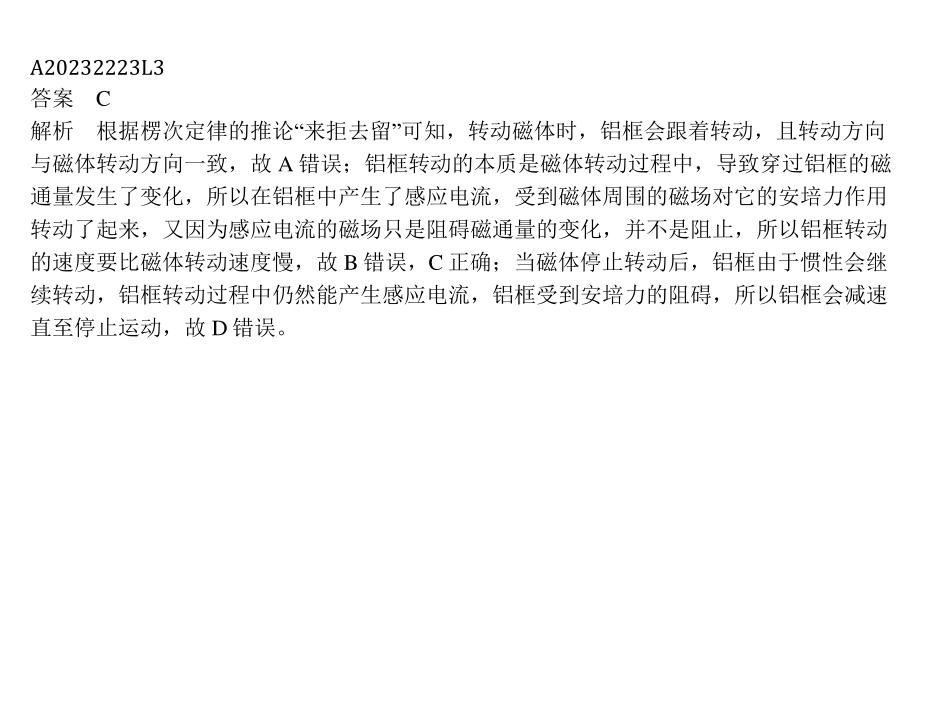 A20232223L3
答案　C
解析　根据楞次定律的推论“来拒去留”可知，转动磁体时，铝框会跟着转动，且转动方向
与磁体转动方向一致，故 A 错误；铝框转动的本质是磁体转动过程中，导致穿过铝框的磁
通量发生了变化，所以在铝框中产生了感应电流，受到磁体周围的磁场对它的安培力作用
转动了起来，又因为感应电流的磁场只是阻碍磁通量的变化，并不是阻止，所以铝框转动
的速度要比磁体转动速度慢，故 B 错误，C 正确；当磁体停止转动后，铝框由于惯性会继
续转动，铝框转动过程中仍然能产生感应电流，铝框受到安培力的阻碍，所以铝框会减速
直至停止运动，故 D 错误。